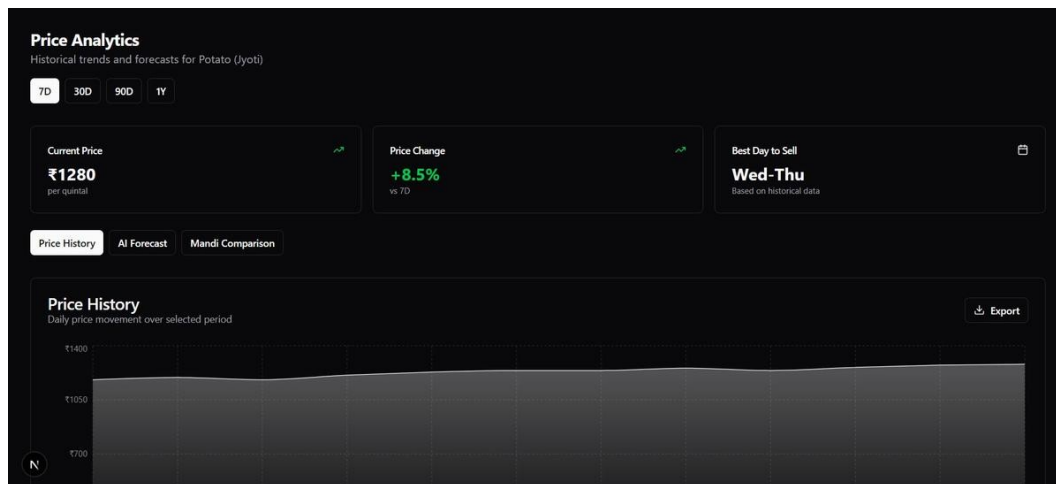 Price Analytics
Historical trends and forecasts for Potato (Jyoti)
7D 30D 90D 1Y
Current Price
₹1280
per quintal
Price Change
+8.5%
vs 7D
Best Day to Sell
Wed-Thu
Based on historical data
Price History AI Forecast Mandi Comparison
Price History
Daily price movement over selected period
Export
₹1400
₹1050
₹700
N